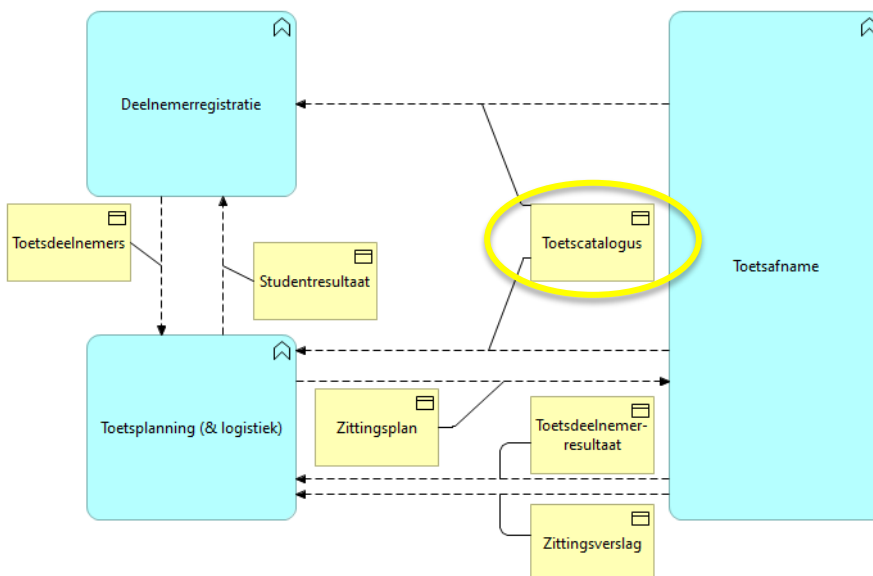 Deelnemerregistratie
Toetsdeelnemers
Studentresultaat
Toetscatalogus
Toetsafname
Toetsplanning (& logistiek)
Zittingsplan
Toetsdeelnemer-
resultaat
Zittingsverslag